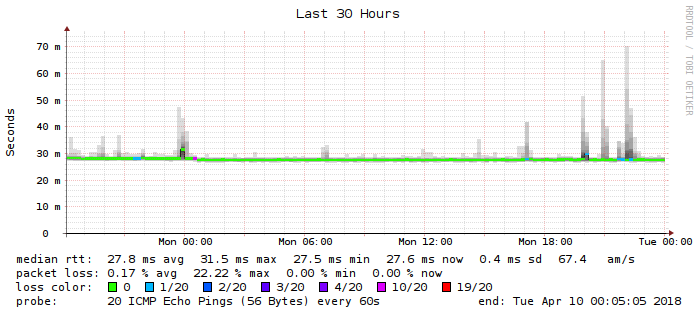 Last 30 Hours
RRDTOOL / TOBI OETIKER
Seconds
70 m
60 m
50 m
40 m
30 m
20 m
10 m
0
Mon 00:00 Mon 06:00 Mon 12:00 Mon 18:00 Tue 00:00
median rtt: 27.8 ms avg 31.5 ms max 27.5 ms min 27.6 ms now 0.4 ms sd 67.4 am/s
packet loss: 0.17 % avg 22.22 % max 0.00 % min 0.00 % now
loss color: 0 1/20 2/20 3/20 4/20 10/20 19/20
probe: 20 ICMP Echo Pings (56 Bytes) every 60s end: Tue Apr 10 00:05:05 2018